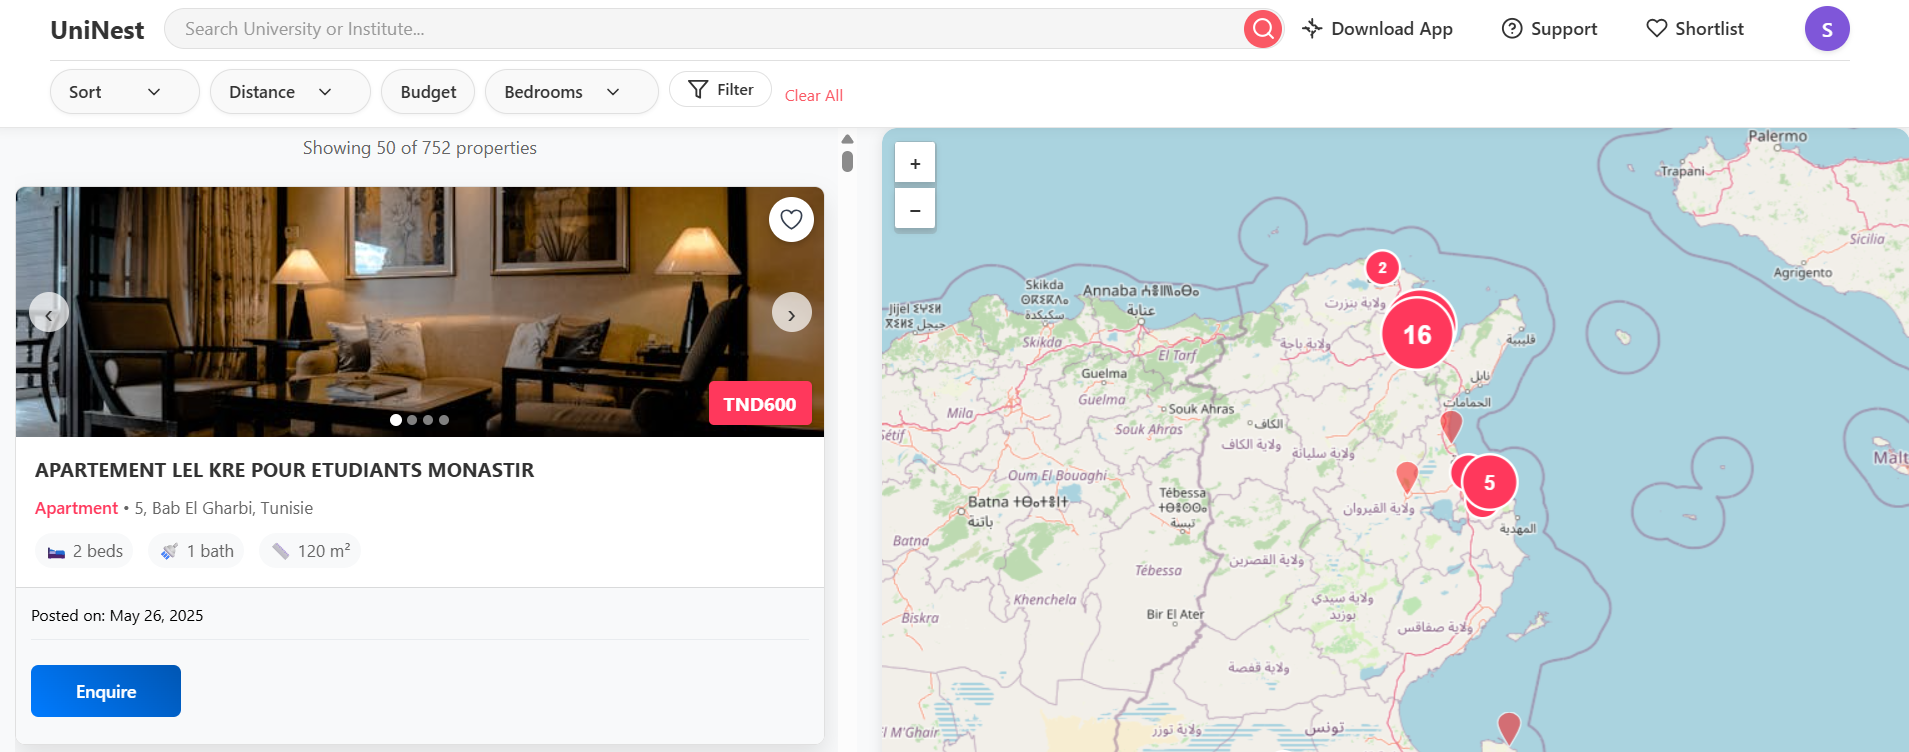 UniNest
Search University or Institute...
Download App
Support
Shortlist
S
Sort
Distance
Budget
Bedrooms
Filter
Clear All
Showing 50 of 752 properties
TND600
APARTEMENT LEL KRE POUR ETUDIANTS MONASTIR
Apartment • 5, Bab El Gharbi, Tunisie
2 beds
1 bath
120 m²
Posted on: May 26, 2025
Enquire
+
−
Palermo
Trapani
Sicilia
Agrigento
2
Skikda
Annaba
عنابة
سكيكدة
Jijel
جيجل
ولاية بنزرت
16
Skikda
El Tarf
ولاية باجة
قليبية
Guelma
Guelma
نابل
Souk Ahras
الحمامات
Mila
Souk Ahras
الكاف
Sétif
ولاية الكاف
ولاية سليانة
Malt
Oum El Bouaghi
5
Batna
باتنة
Tébessa
تبسة
ولاية القيروان
المهدية
Batna
ولاية القصرين
Tébessa
Khenchela
ولاية سيدي
بوزيد
Bir El Ater
Biskra
ولاية صفاقس
ولاية قفصة
El M'Ghair
ولاية توزر
تونس